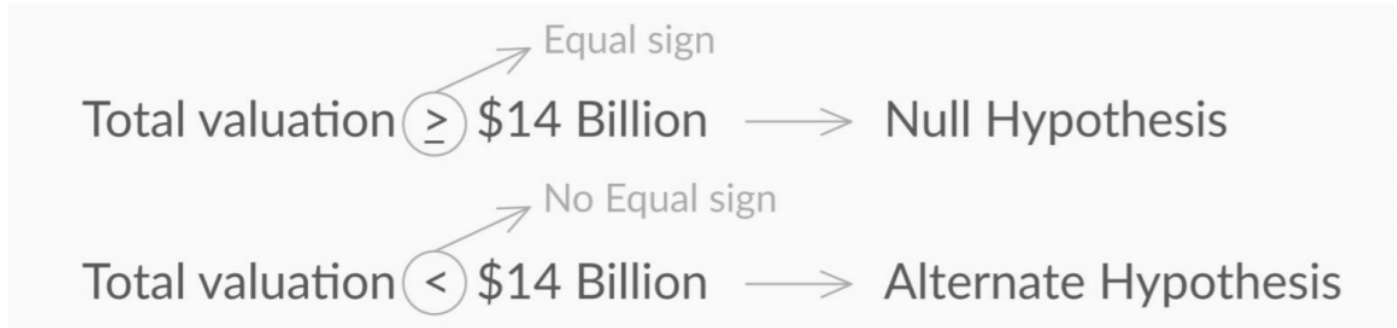 Equal sign
Total valuation ≥ $14 Billion Null Hypothesis
No Equal sign
Total valuation < $14 Billion Alternate Hypothesis